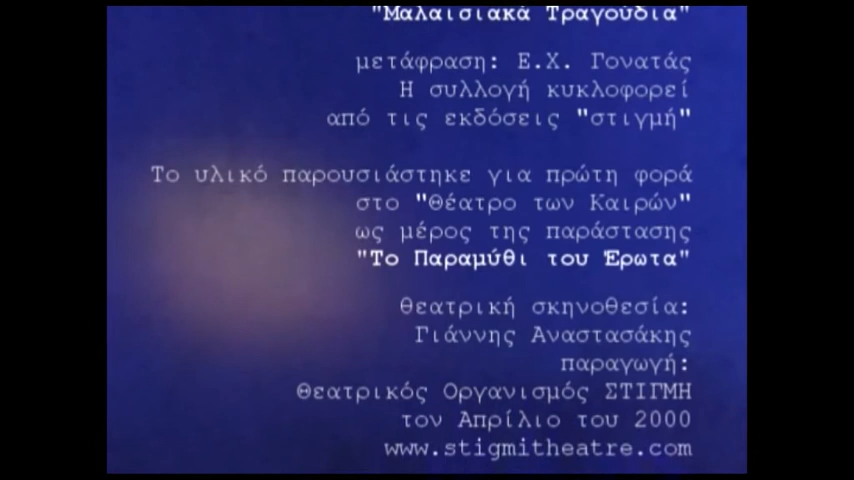 "Μαλαισιακά Τραγούδια"
μετάφραση: Ε.Χ. Γονατάς
Η συλλογή κυκλοφορεί
από τις εκδόσεις "στιγμή"
Το υλικό παρουσιάστηκε για πρώτη φορά
στο "Θέατρο των Καιρών"
ως μέρος της παράστασης
"Το Παραμύθι του Έρωτα"
θεατρική σκηνοθεσία:
Γιάννης Αναστασάκης
παραγωγή:
Θεατρικός Οργανισμός ΣΤΙΓΜΗ
τον Απρίλιο του 2000
www.stigmitheatre.com